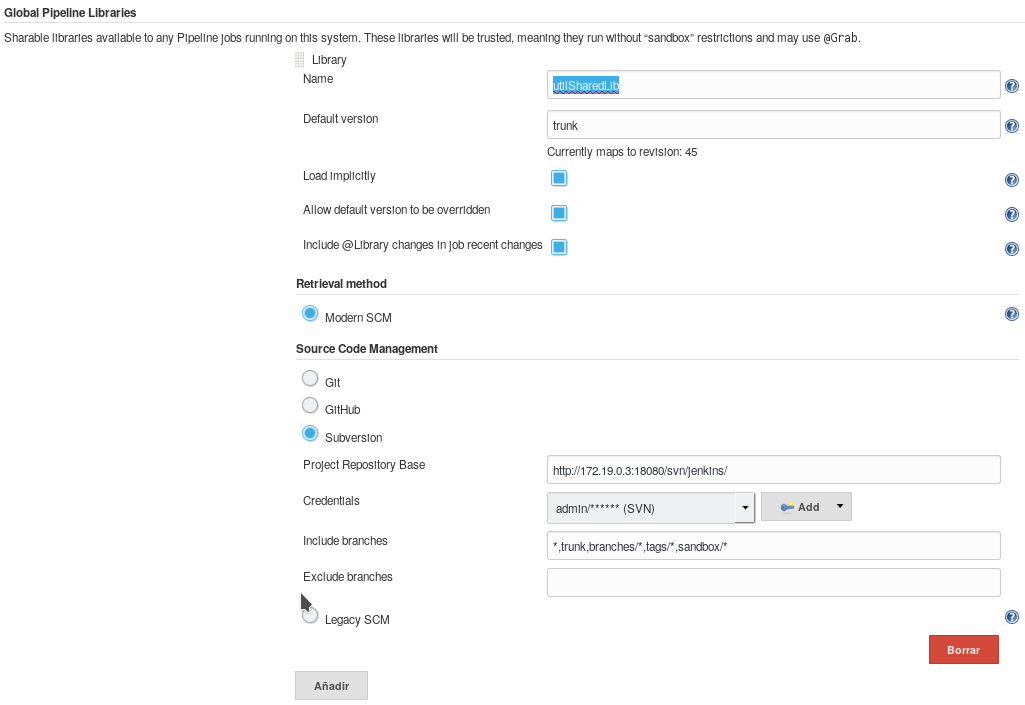 Global Pipeline Libraries
Sharable libraries available to any Pipeline jobs running on this system. These libraries will be trusted, meaning they run without “sandbox” restrictions and may use @Grab.
Library
Name
utilSharedLib
Default version
trunk
Currently maps to revision: 45
Load implicitly
Allow default version to be overridden
Include @Library changes in job recent changes
Retrieval method
Modern SCM
Source Code Management
Git
GitHub
Subversion
Project Repository Base
http://172.19.0.3:18080/svn/jenkins/
Credentials
admin/****** (SVN)
Add
Include branches
*,trunk,branches/*,tags/*,sandbox/*
Exclude branches
Legacy SCM
Borrar
Añadir